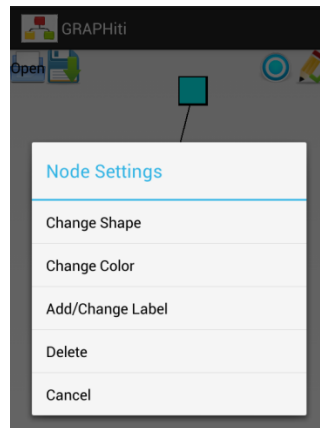 GRAPHiti
Open
Node Settings
Change Shape
Change Color
Add/Change Label
Delete
Cancel